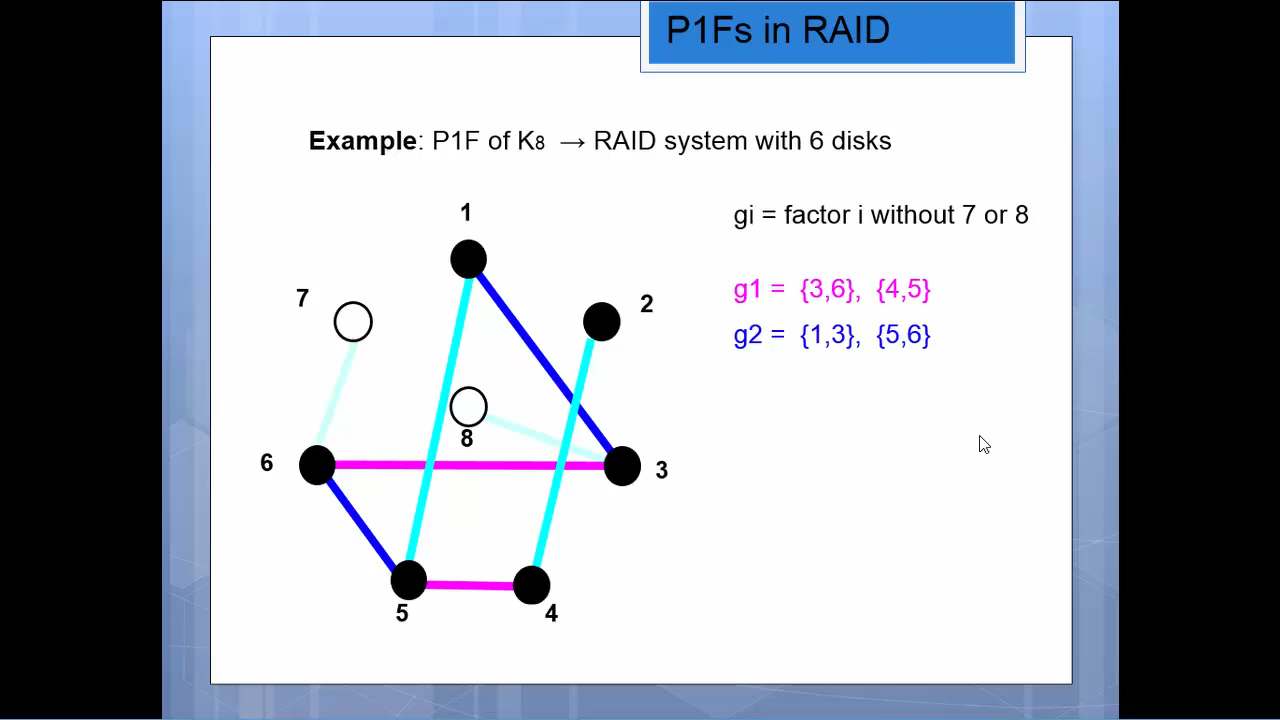 P1Fs in RAID
Example: P1F of K8 → RAID system with 6 disks
gi = factor i without 7 or 8
g1 = {3,6}, {4,5}
g2 = {1,3}, {5,6}
1
7
2
8
6
3
5
4